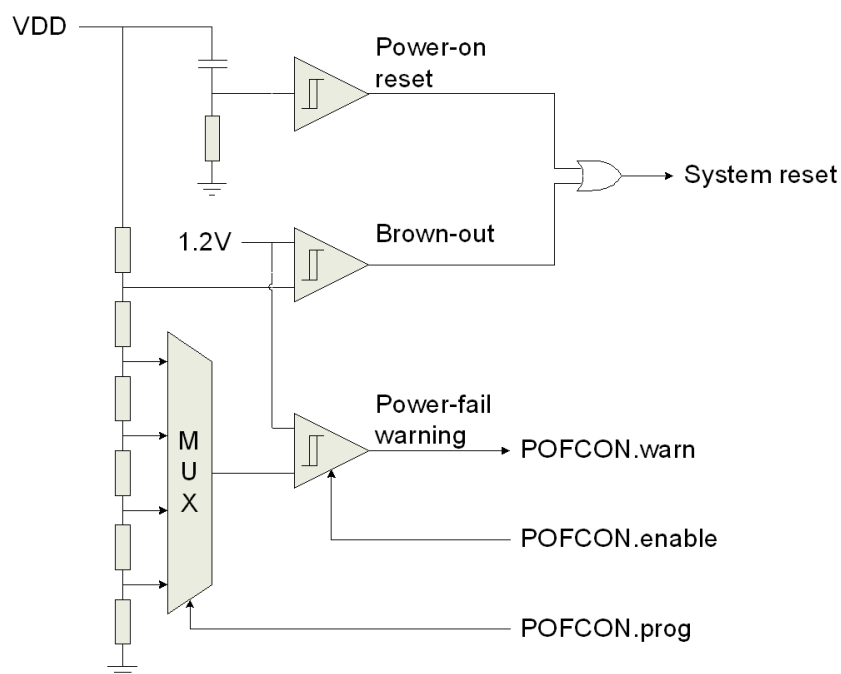 VDD
Power-on
reset
System reset
1.2V
Brown-out
Power-fail
warning
M
U
X
POFCON.warn
POFCON.enable
POFCON.prog